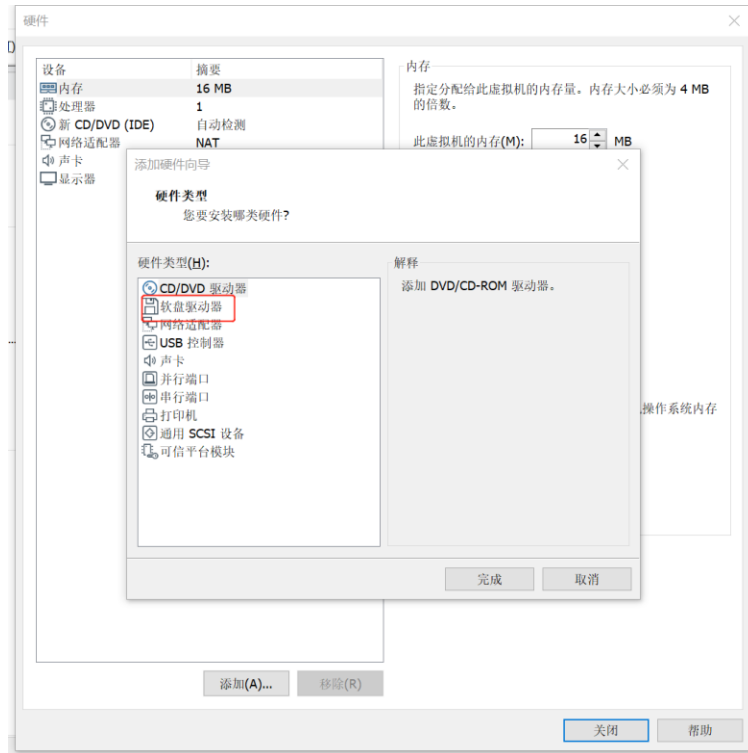 硬件
设备 摘要
内存 16 MB
处理器 1
新 CD/DVD (IDE) 自动检测
网络适配器 NAT
声卡
显示器
内存
指定分配给此虚拟机的内存量。内存大小必须为 4 MB
的倍数。
此虚拟机的内存(M): 16 MB
添加硬件向导
硬件类型
您要安装哪类硬件?
硬件类型(H):
CD/DVD 驱动器
软盘驱动器
网络适配器
USB 控制器
声卡
并行端口
串行端口
打印机
通用 SCSI 设备
可信平台模块
解释
添加 DVD/CD-ROM 驱动器。
操作系统内存
完成 取消
添加(A)... 移除(R)
关闭 帮助